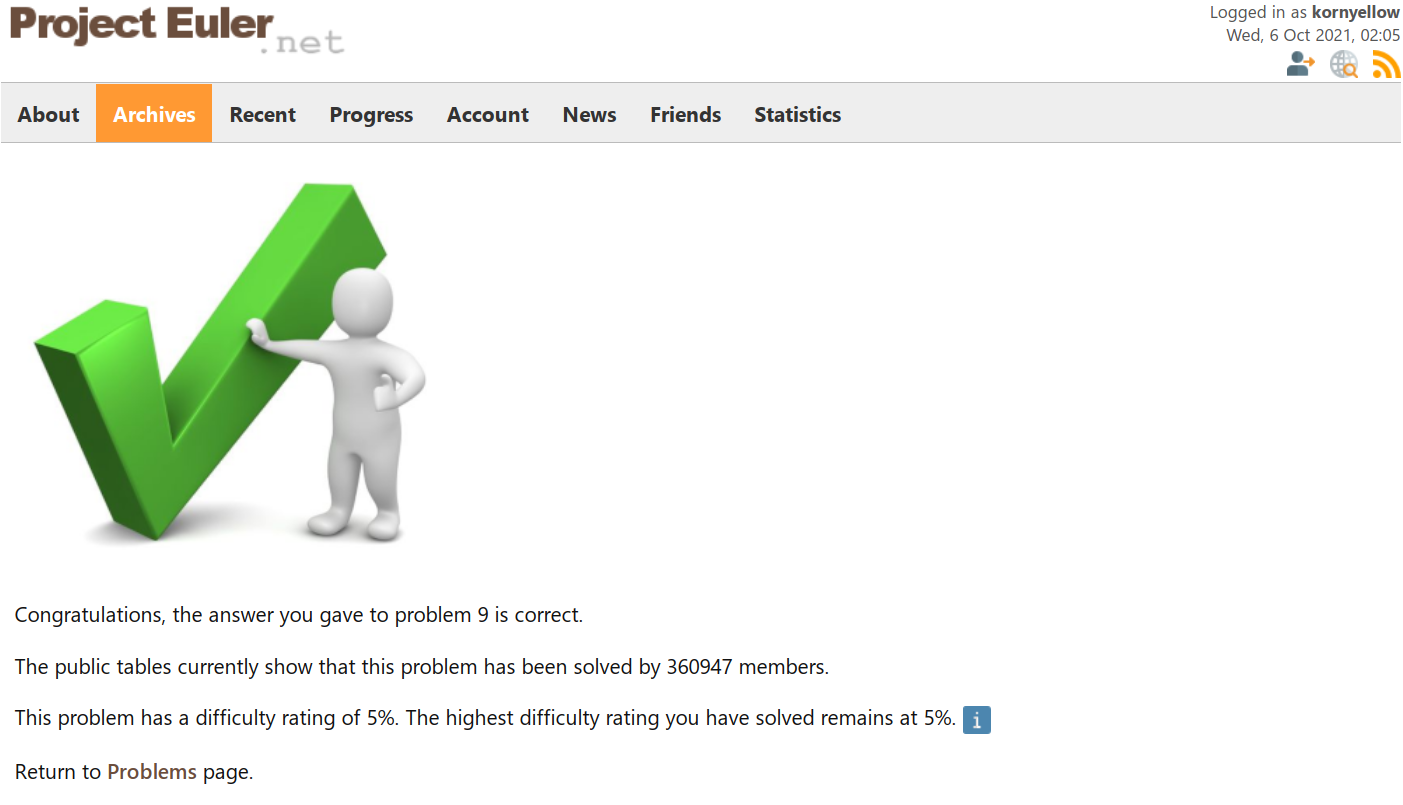 Project Euler
.net
Logged in as kornyellow
Wed, 6 Oct 2021, 02:05
About Archives Recent Progress Account News Friends Statistics
Congratulations, the answer you gave to problem 9 is correct.
The public tables currently show that this problem has been solved by 360947 members.
This problem has a difficulty rating of 5%. The highest difficulty rating you have solved remains at 5%. i
Return to Problems page.